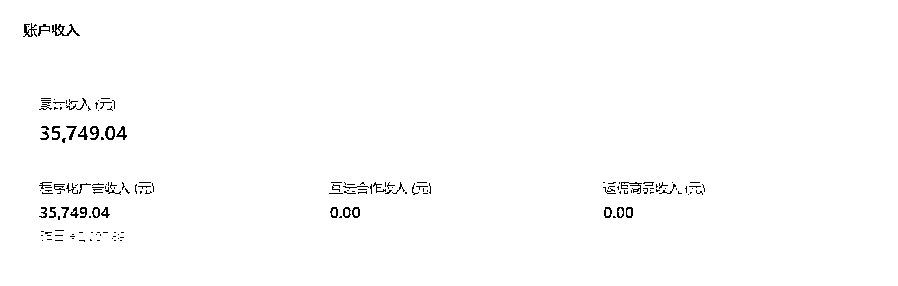 账户收入
累计收入 (元)
35,749.04
程序化广告收入 (元) 互选合作收入 (元) 返佣商品收入 (元)
35,749.04 0.00 0.00
昨日